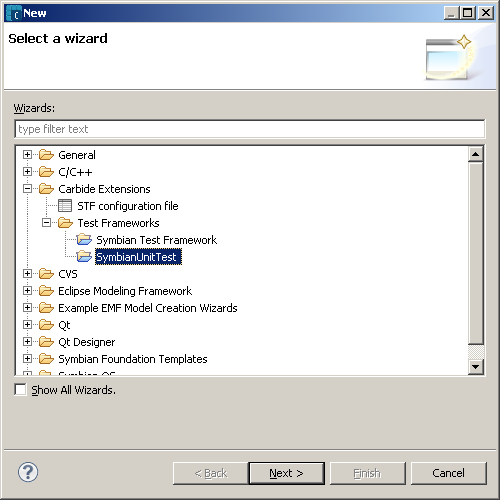 New
Select a wizard
Wizards:
type filter text
General
C/C++
Carbide Extensions
STF configuration file
Test Frameworks
Symbian Test Framework
SymbianUnitTest
CVS
Eclipse Modeling Framework
Example EMF Model Creation Wizards
Qt
Qt Designer
Symbian Foundation Templates
Symbian OS
Show All Wizards.
< Back Next > Finish Cancel